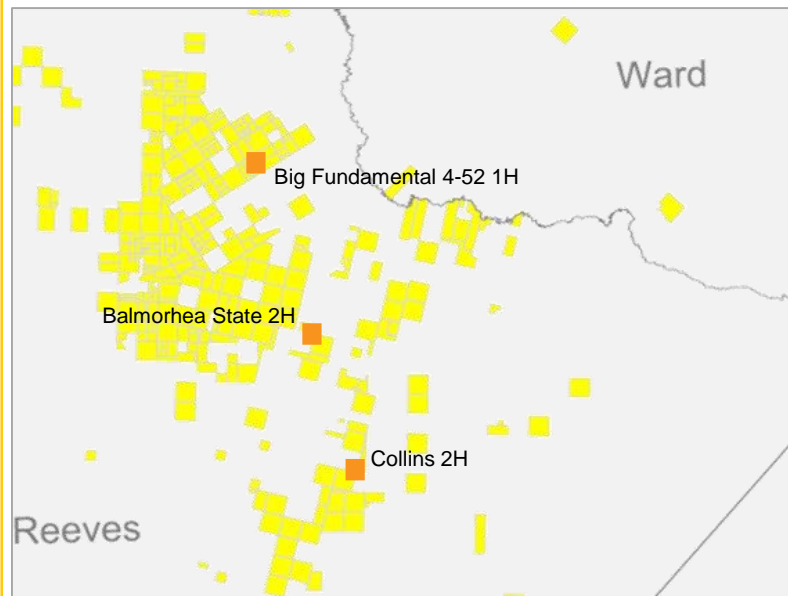 Ward
Big Fundamental 4-52 1H
Balmorhea State 2H
Collins 2H
Reeves